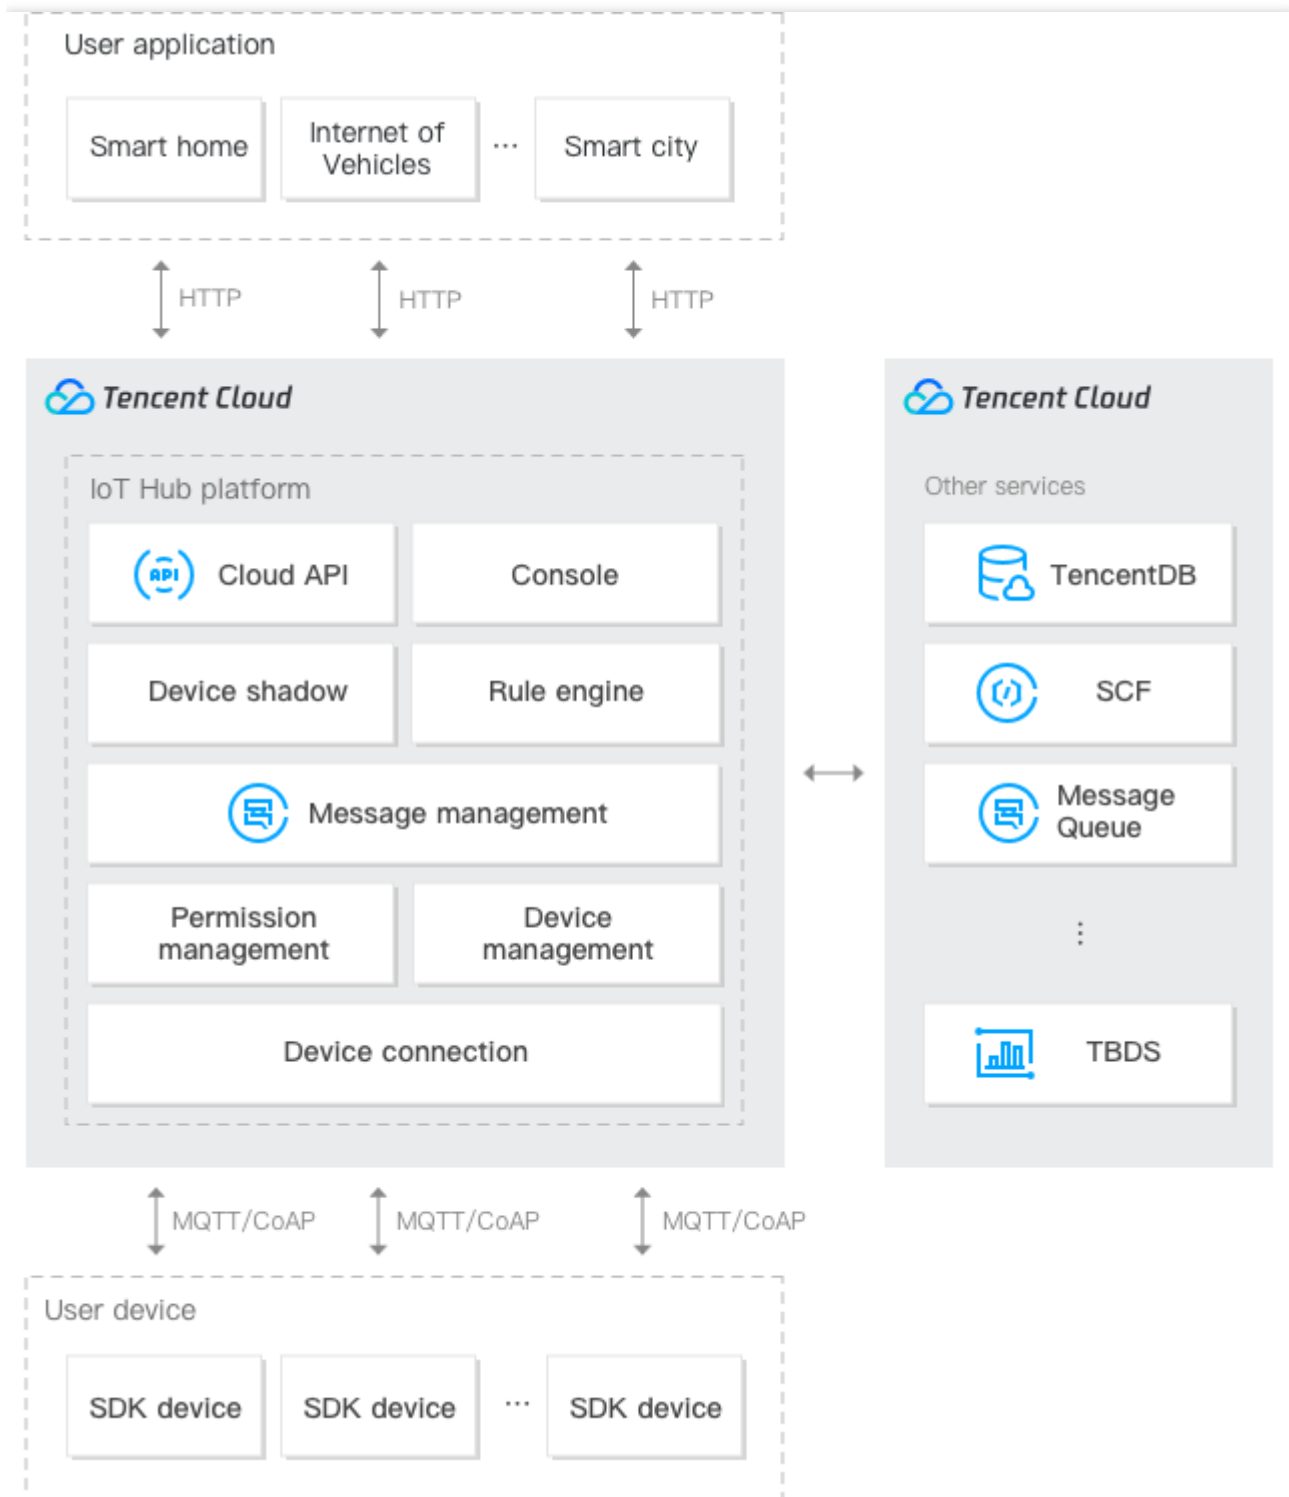 User application
Smart home
Internet of
Vehicles
...
Smart city
HTTP
HTTP
HTTP
Tencent Cloud
IoT Hub platform
API
Cloud API
Console
Device shadow
Rule engine
Message management
Permission
management
Device
management
Device connection
Tencent Cloud
Other services
TencentDB
SCF
Message
Queue
⋮
TBDS
MQTT/CoAP
MQTT/CoAP
MQTT/CoAP
User device
SDK device
SDK device
...
SDK device